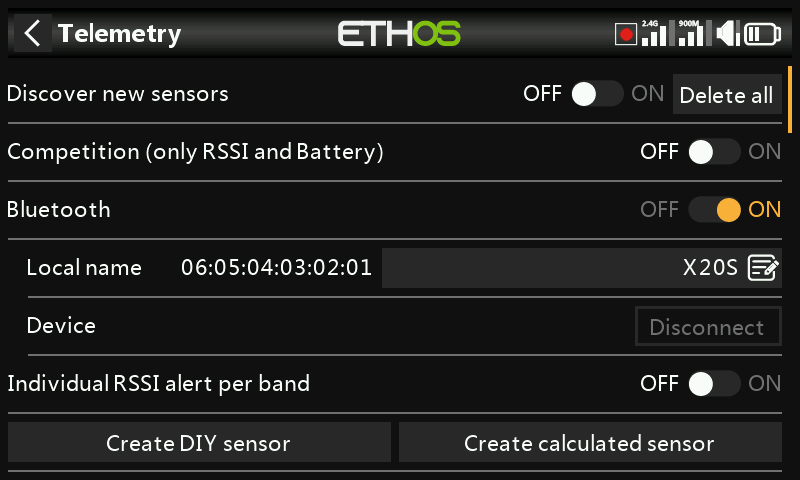 Telemetry ETHOS 2.4G 900M
Discover new sensors OFF ON Delete all
Competition (only RSSI and Battery) OFF ON
Bluetooth OFF ON
Local name 06:05:04:03:02:01 X20S
Device Disconnect
Individual RSSI alert per band OFF ON
Create DIY sensor Create calculated sensor